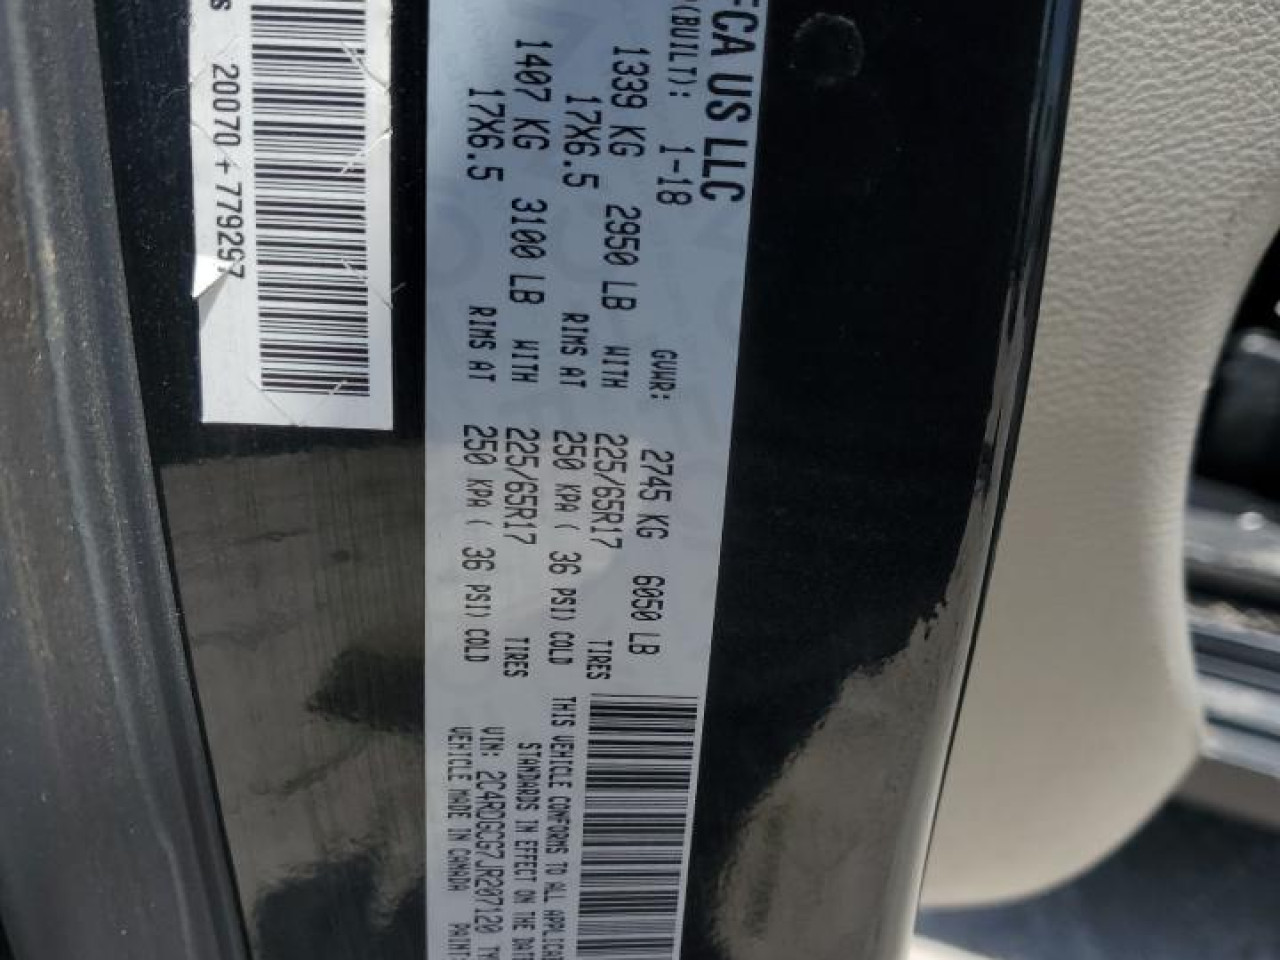 FCA US LLC
(BUILT): 1-18 GVWR: 2745 KG 6050 LB
1339 KG 2950 LB WITH 225/65R17 TIRES
17X6.5 RIMS AT 250 KPA ( 36 PSI) COLD
1407 KG 3100 LB WITH 225/65R17 TIRES
17X6.5 RIMS AT 250 KPA ( 36 PSI) COLD
THIS VEHICLE CONFORMS TO ALL APPLICA
STANDARDS IN EFFECT ON THE DATE
VIN: 2C4RDGCG7JR207120 TY
VEHICLE MADE IN CANADA PAINT:
S 20070+779297